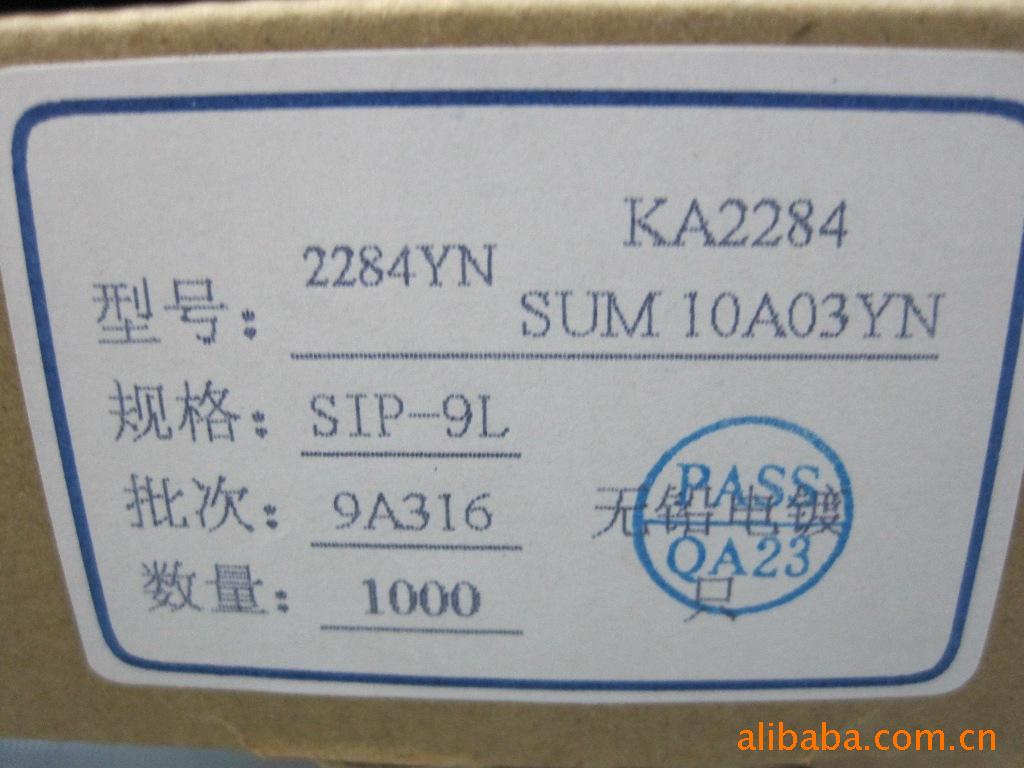 KA2284
型号: 2284YN
SUM 10A03YN
规格: SIP-9L
批次: 9A316
无铅电镀
PASS
QA23
数量: 1000 只
alibaba.com.cn